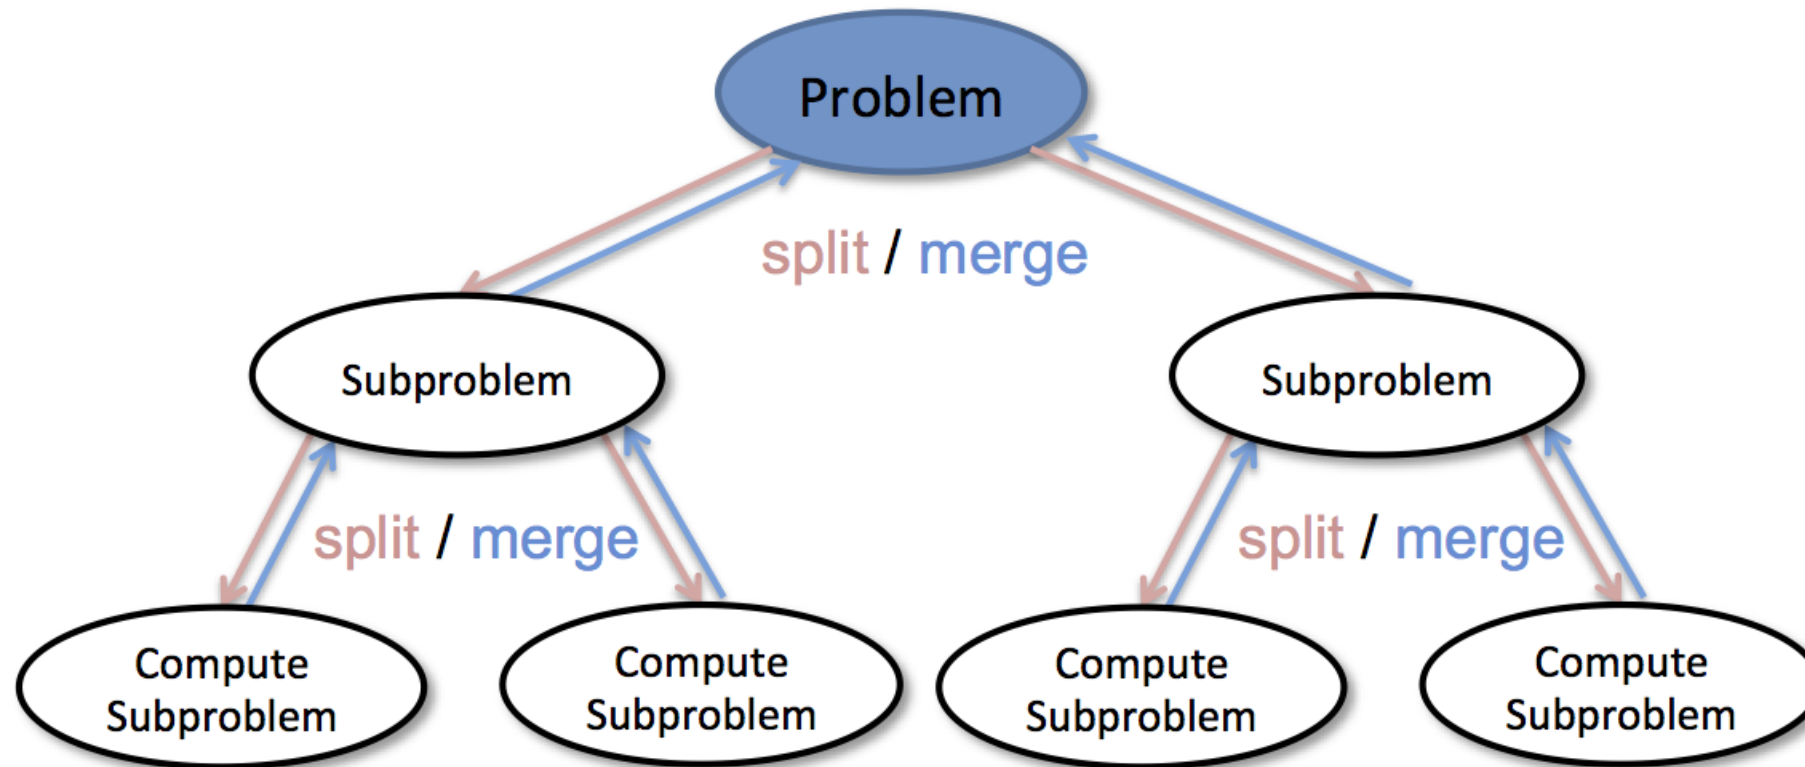 Problem
split / merge
Subproblem
Subproblem
split / merge
split / merge
Compute
Subproblem
Compute
Subproblem
Compute
Subproblem
Compute
Subproblem